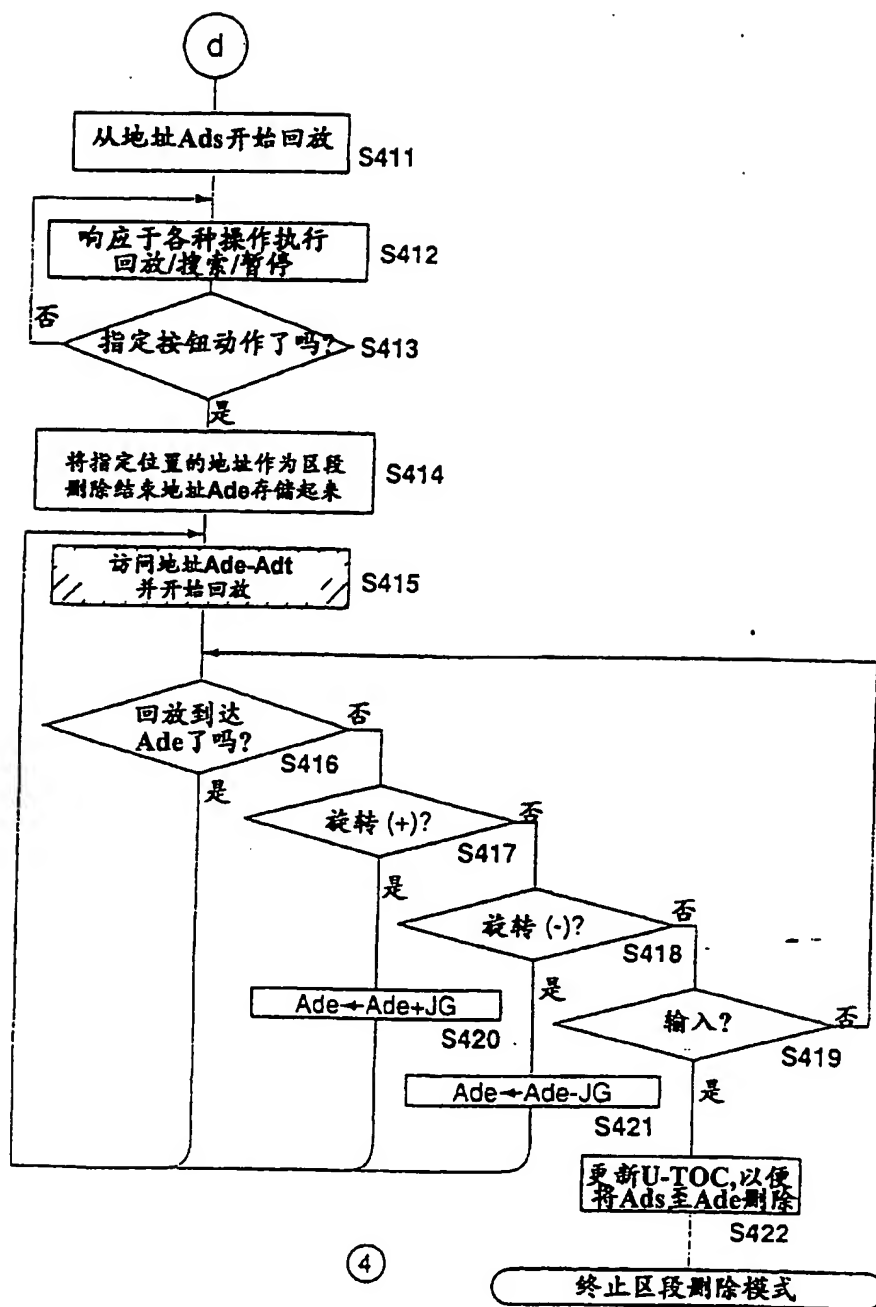 d
从地址Ads开始回放
S411
响应于各种操作执行
回放/搜索/暂停
S412
否
指定按钮动作了吗?
S413
是
将指定位置的地址作为区段
删除结束地址Ade存储起来
S414
访问地址Ade-Adt
并开始回放
S415
回放到达
Ade了吗?
否
S416
是
旋转 (+)?
否
S417
是
旋转 (-)?
否
S418
是
Ade←Ade+JG
S420
输入?
否
S419
Ade←Ade-JG
是
S421
更新U-TOC,以便
将Ads至Ade删除
S422
④
终止区段删除模式